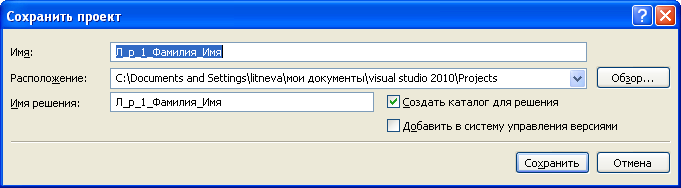 Сохранить проект
Имя: Л_р_1_Фамилия_Имя
Расположение: C:\Documents and Settings\litneva\мои документы\visual studio 2010\Projects Обзор...
Имя решения: Л_р_1_Фамилия_Имя Создать каталог для решения
Добавить в систему управления версиями
Сохранить Отмена